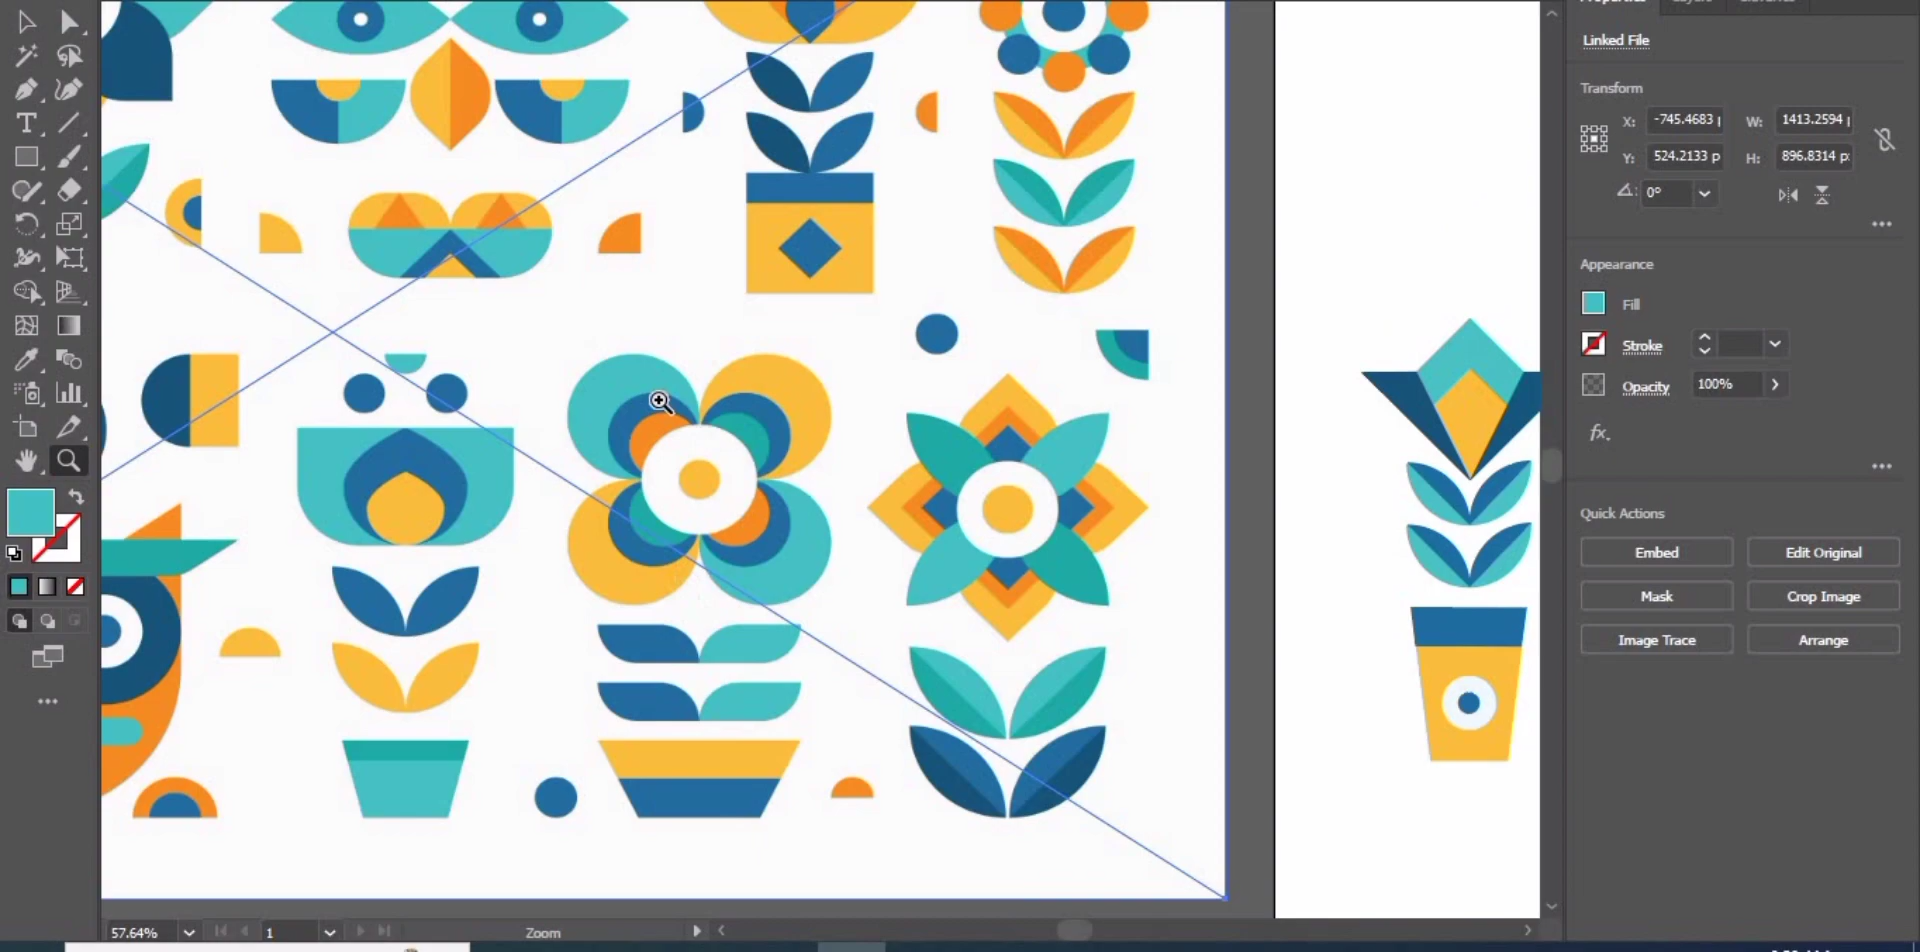 Properties
Linked File
Transform
X: -745.4683 p W: 1413.2594 p
Y: 524.2133 p H: 896.8314 p
0°
Appearance
Fill
Stroke
Opacity 100%
fx.
Quick Actions
Embed Edit Original
Mask Crop Image
Image Trace Arrange
57.64% 1 Zoom